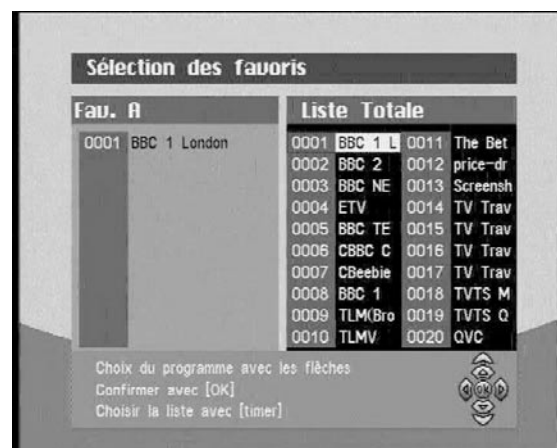 Sélection des favoris
Fav. A
0001 BBC 1 London
Liste Totale
0001 BBC 1 L 0011 The Bet
0002 BBC 2 0012 price-dr
0003 BBC NE 0013 Screensh
0004 ETV 0014 TV Trav
0005 BBC TE 0015 TV Trav
0006 CBBC C 0016 TV Trav
0007 CBeebie 0017 TV Trav
0008 BBC 1 0018 TVTS M
0009 TLM(Bro 0019 TVTS Q
0010 TLMV 0020 QVC
Choix du programme avec les flèches
Confirmer avec [OK]
Choisir la liste avec [timer]
OK